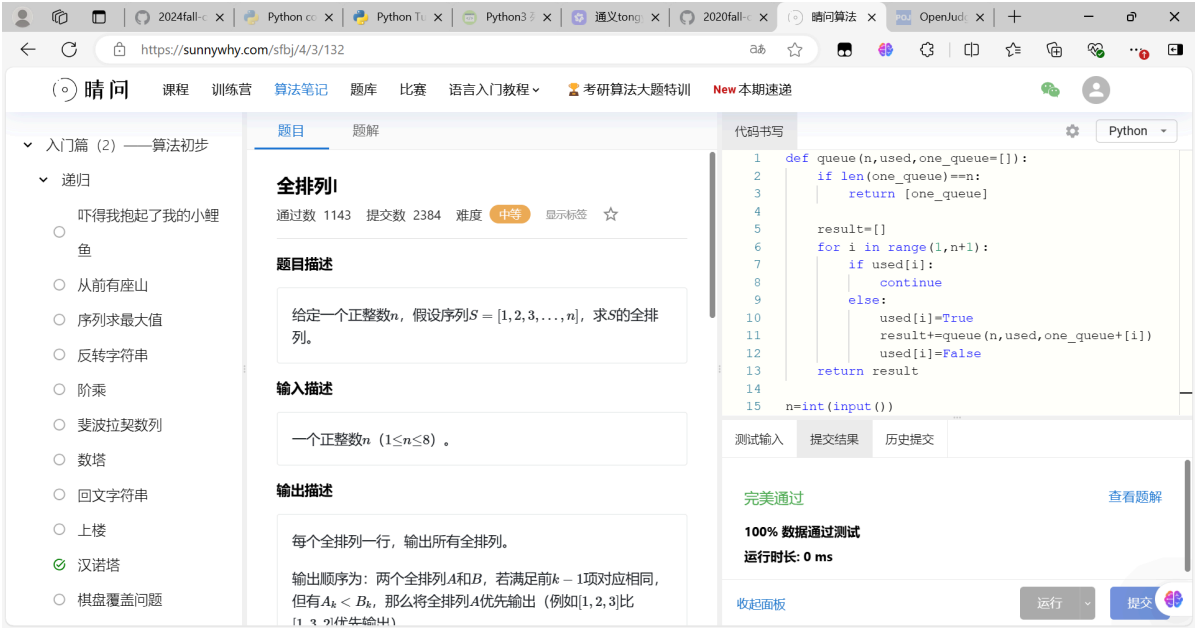 2024fall-c
Python co
Python Tu
Python3 列
通义tong
2020fall-c
晴问算法
OpenJudg
https://sunnywhy.com/sfbj/4/3/132
aあ
晴问
课程
训练营
算法笔记
题库
比赛
语言入门教程
考研算法大题特训
New 本期速递
入门篇（2）——算法初步
递归
吓得我抱起了我的小鲤
鱼
从前有座山
序列求最大值
反转字符串
阶乘
斐波拉契数列
数塔
回文字符串
上楼
汉诺塔
棋盘覆盖问题
题目
题解
全排列I
通过数 1143 提交数 2384 难度 中等 显示标签
题目描述
给定一个正整数n，假设序列S = [1, 2, 3, ..., n]，求S的全排
列。
输入描述
一个正整数n（1≤n≤8）。
输出描述
每个全排列一行，输出所有全排列。
输出顺序为：两个全排列A和B，若满足前k − 1项对应相同，
但有Aₖ < Bₖ，那么将全排列A优先输出（例如[1, 2, 3]比
[1, 3, 2]优先输出）
代码书写
Python
1 def queue(n,used,one_queue=[]):
2 if len(one_queue)==n:
3 return [one_queue]
4
5 result=[]
6 for i in range(1,n+1):
7 if used[i]:
8 continue
9 else:
10 used[i]=True
11 result+=queue(n,used,one_queue+[i])
12 used[i]=False
13 return result
14
15 n=int(input())
测试输入
提交结果
历史提交
完美通过
查看题解
100% 数据通过测试
运行时长: 0 ms
收起面板
运行
提交